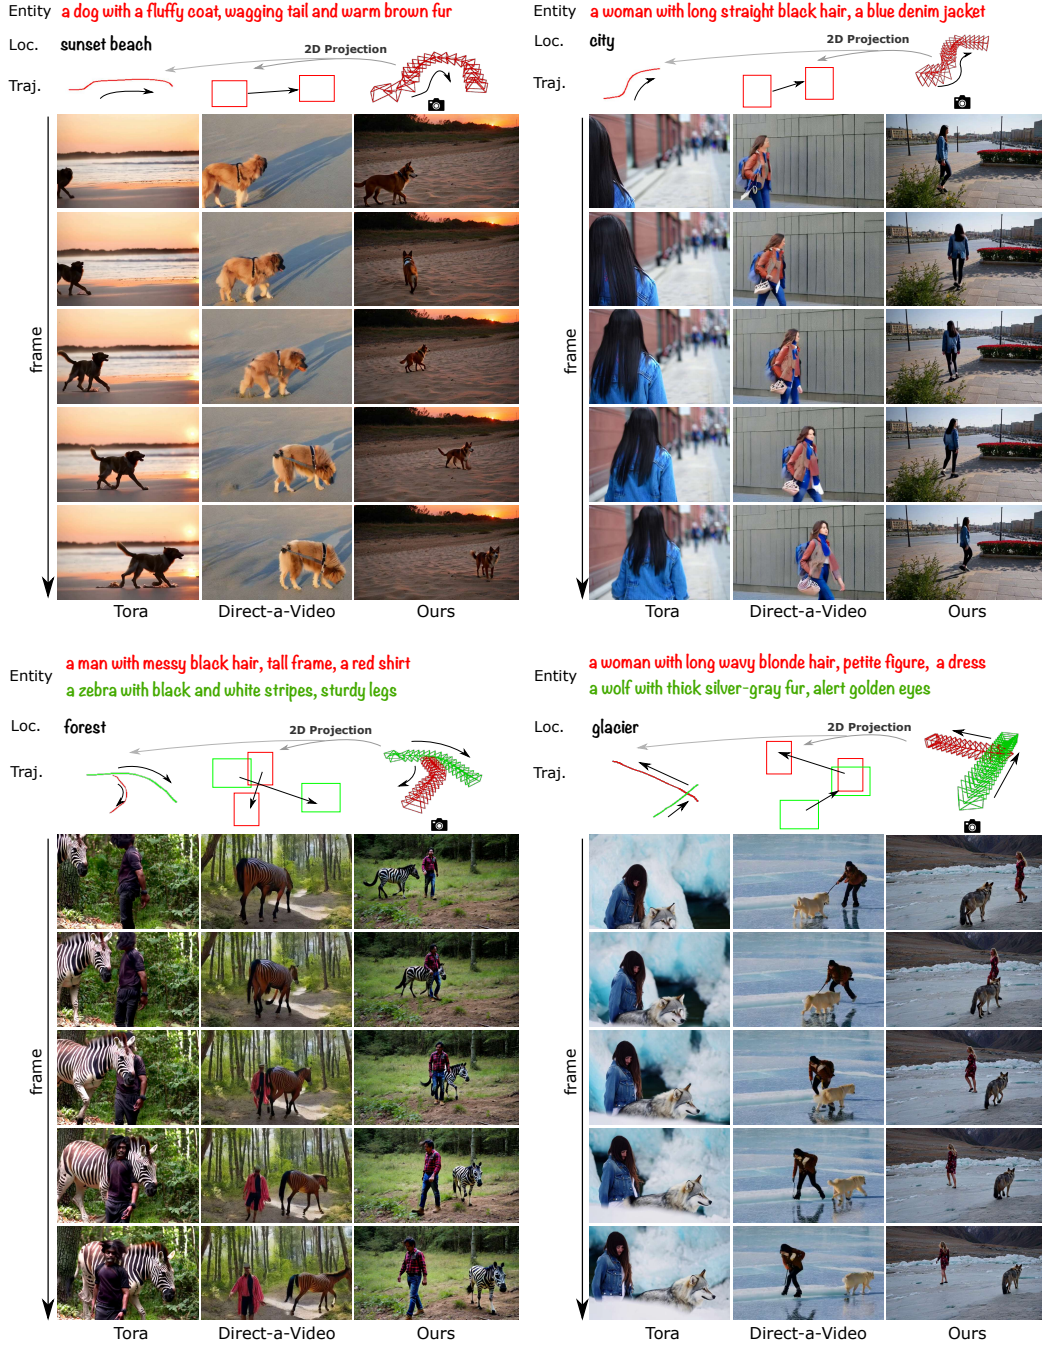 Entity a dog with a fluffy coat, wagging tail and warm brown fur
Loc. sunset beach
2D Projection
Traj.
frame
Tora Direct-a-Video Ours
Entity a woman with long straight black hair, a blue denim jacket
Loc. city
2D Projection
Traj.
frame
Tora Direct-a-Video Ours
Entity
a man with messy black hair, tall frame, a red shirt
a zebra with black and white stripes, sturdy legs
Loc. forest
2D Projection
Traj.
frame
Tora Direct-a-Video Ours
Entity
a woman with long wavy blonde hair, petite figure, a dress
a wolf with thick silver-gray fur, alert golden eyes
Loc. glacier
2D Projection
Traj.
frame
Tora Direct-a-Video Ours